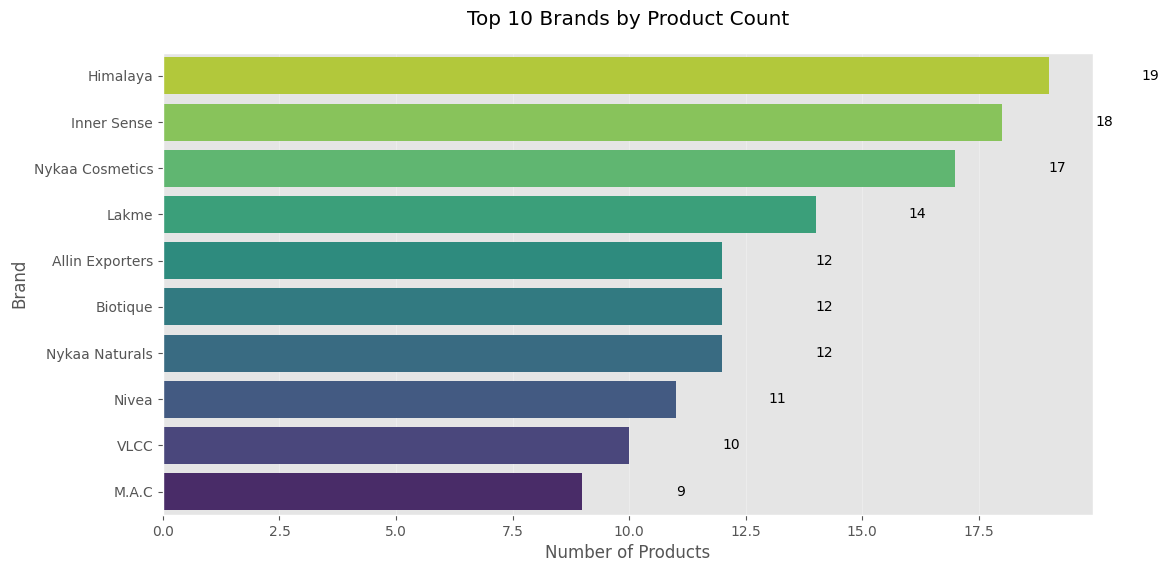 Top 10 Brands by Product Count
Brand
Himalaya 19
Inner Sense 18
Nykaa Cosmetics 17
Lakme 14
Allin Exporters 12
Biotique 12
Nykaa Naturals 12
Nivea 11
VLCC 10
M.A.C 9
0.0 2.5 5.0 7.5 10.0 12.5 15.0 17.5
Number of Products